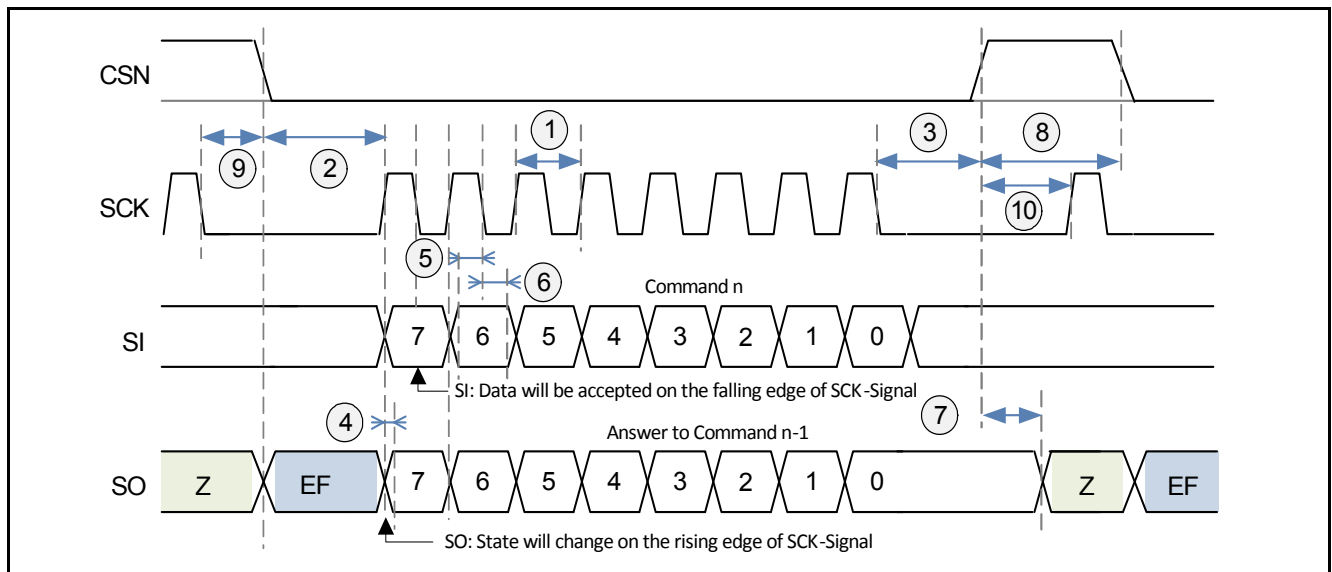 CSN
1
3
8
9
2
SCK
10
5
6
Command n
SI
7 6 5 4 3 2 1 0
SI: Data will be accepted on the falling edge of SCK-Signal
4
7
Answer to Command n-1
SO
Z EF 7 6 5 4 3 2 1 0 Z EF
SO: State will change on the rising edge of SCK-Signal